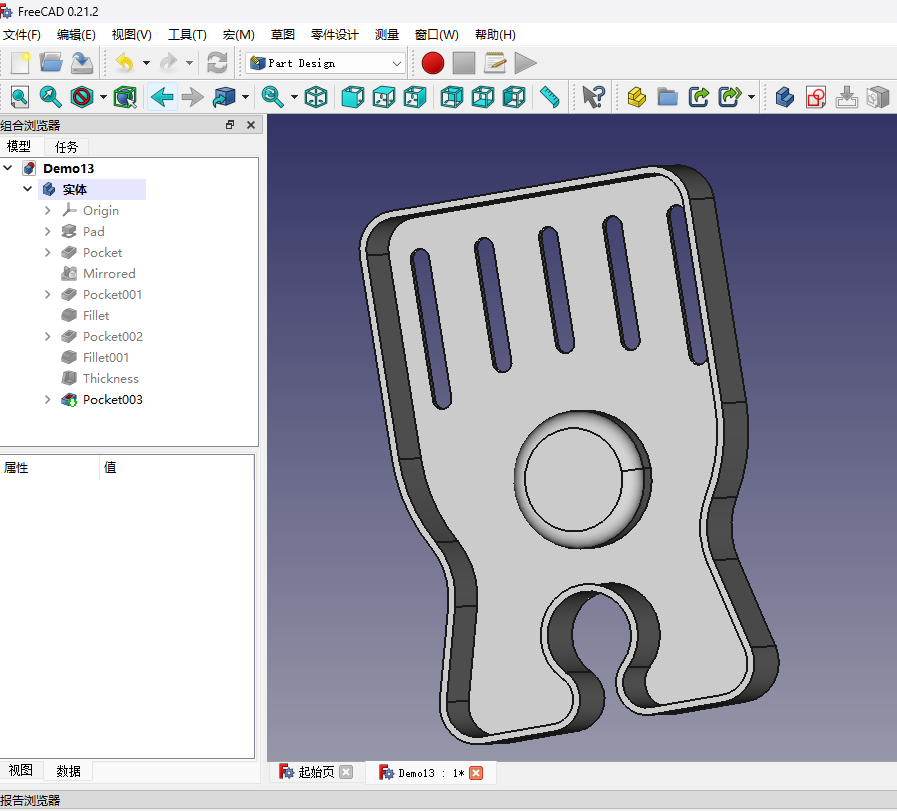 FreeCAD 0.21.2
文件(F) 编辑(E) 视图(V) 工具(T) 宏(M) 草图 零件设计 测量 窗口(W) 帮助(H)
Part Design
组合浏览器
模型 任务
Demo13
实体
Origin
Pad
Pocket
Mirrored
Pocket001
Fillet
Pocket002
Fillet001
Thickness
Pocket003
属性 值
视图 数据
起始页 Demo13 : 1*
报告浏览器